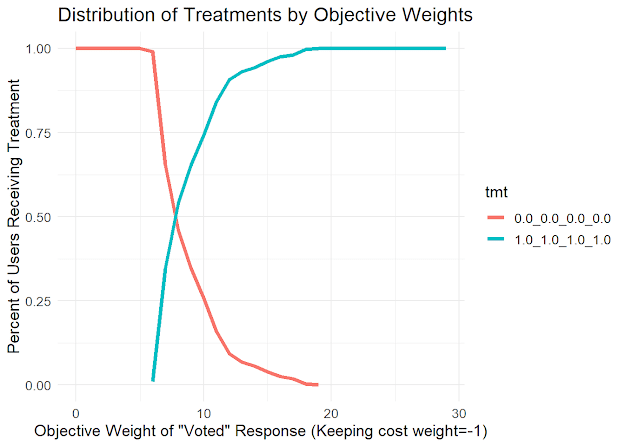 Distribution of Treatments by Objective Weights
Percent of Users Receiving Treatment
1.00
0.75
0.50
0.25
0.00
0
10
20
30
Objective Weight of "Voted" Response (Keeping cost weight=-1)
tmt
0.0_0.0_0.0_0.0
1.0_1.0_1.0_1.0